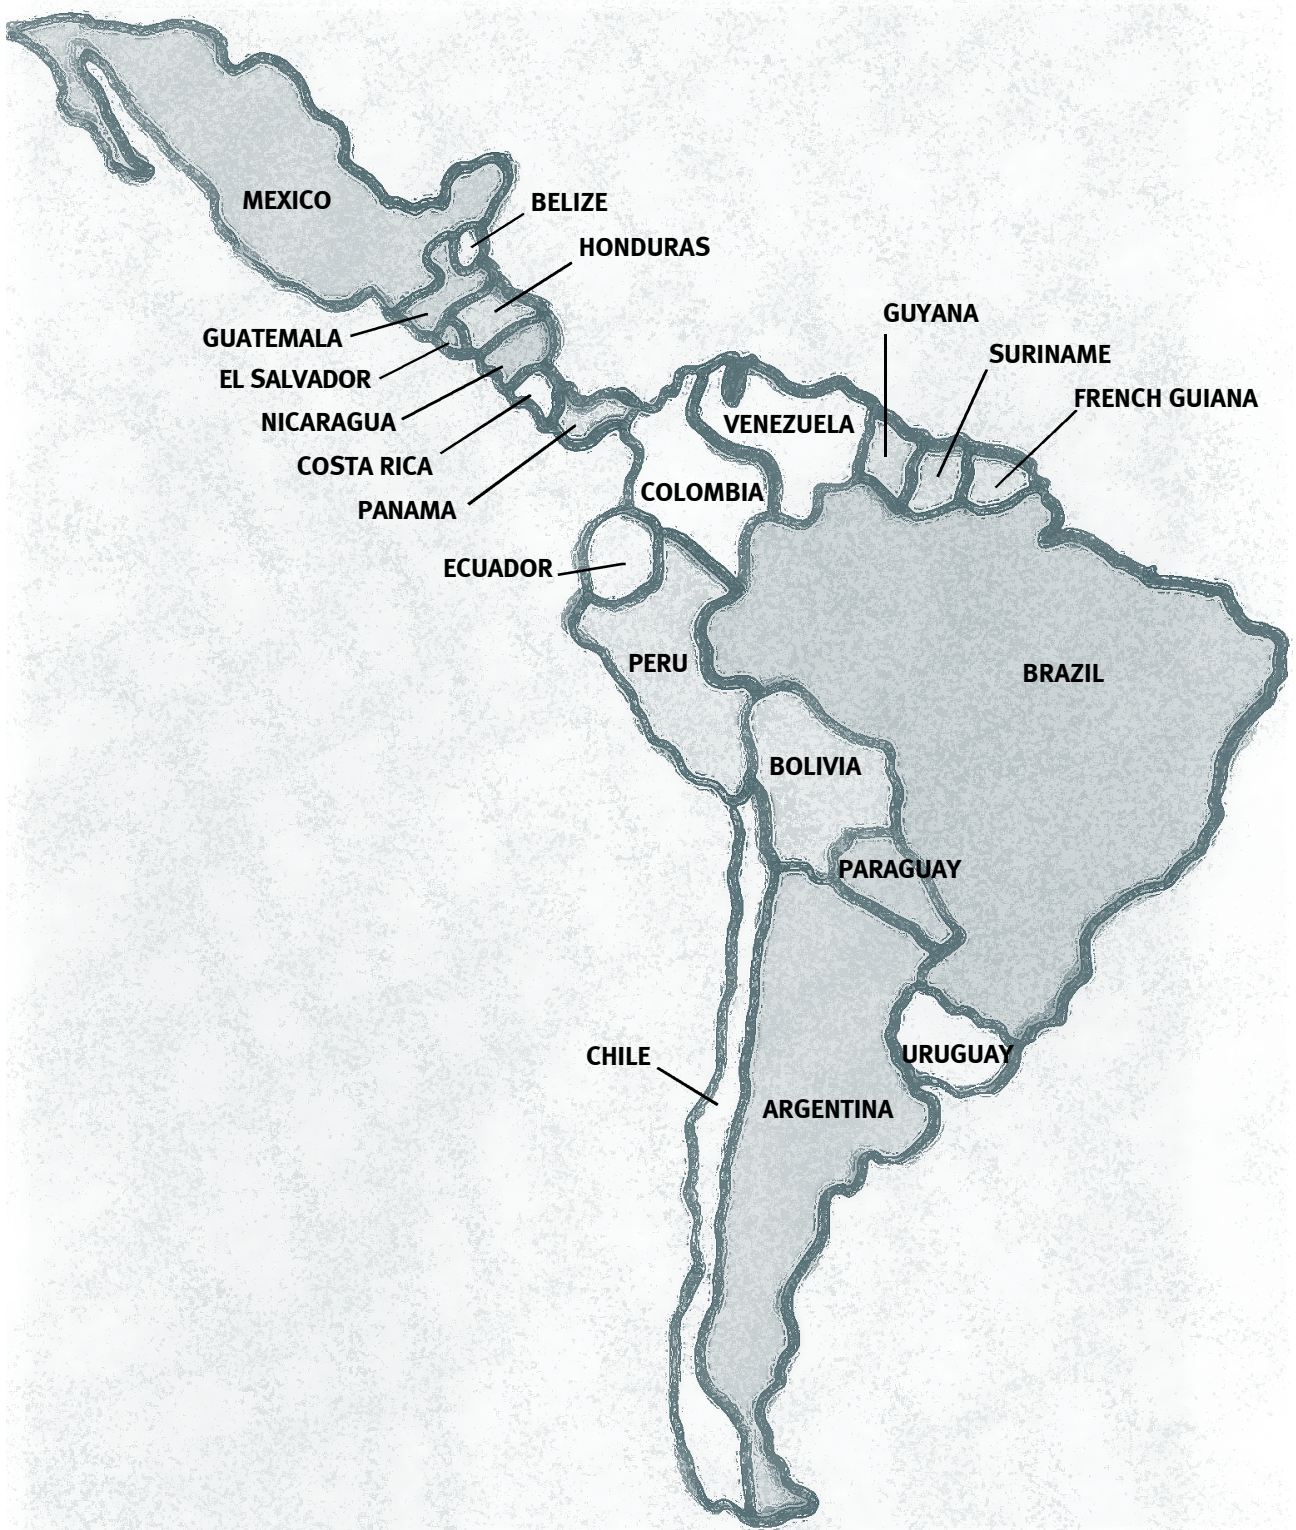 MEXICO
BELIZE
HONDURAS
GUYANA
GUATEMALA
SURINAME
EL SALVADOR
FRENCH GUIANA
NICARAGUA
VENEZUELA
COSTA RICA
COLOMBIA
PANAMA
ECUADOR
PERU
BRAZIL
BOLIVIA
PARAGUAY
CHILE
URUGUAY
ARGENTINA